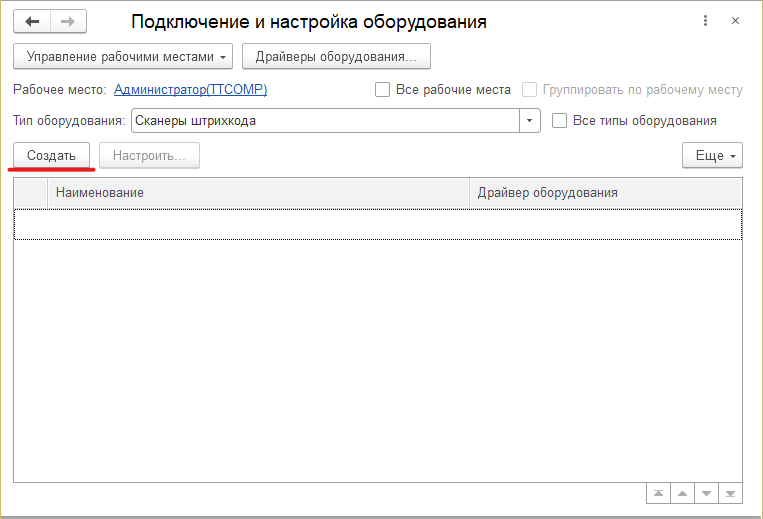 Подключение и настройка оборудования
Управление рабочими местами Драйверы оборудования...
Рабочее место: Администратор(TTCOMP) Все рабочие места Группировать по рабочему месту
Тип оборудования: Сканеры штрихкода Все типы оборудования
Создать Настроить... Еще
Наименование Драйвер оборудования